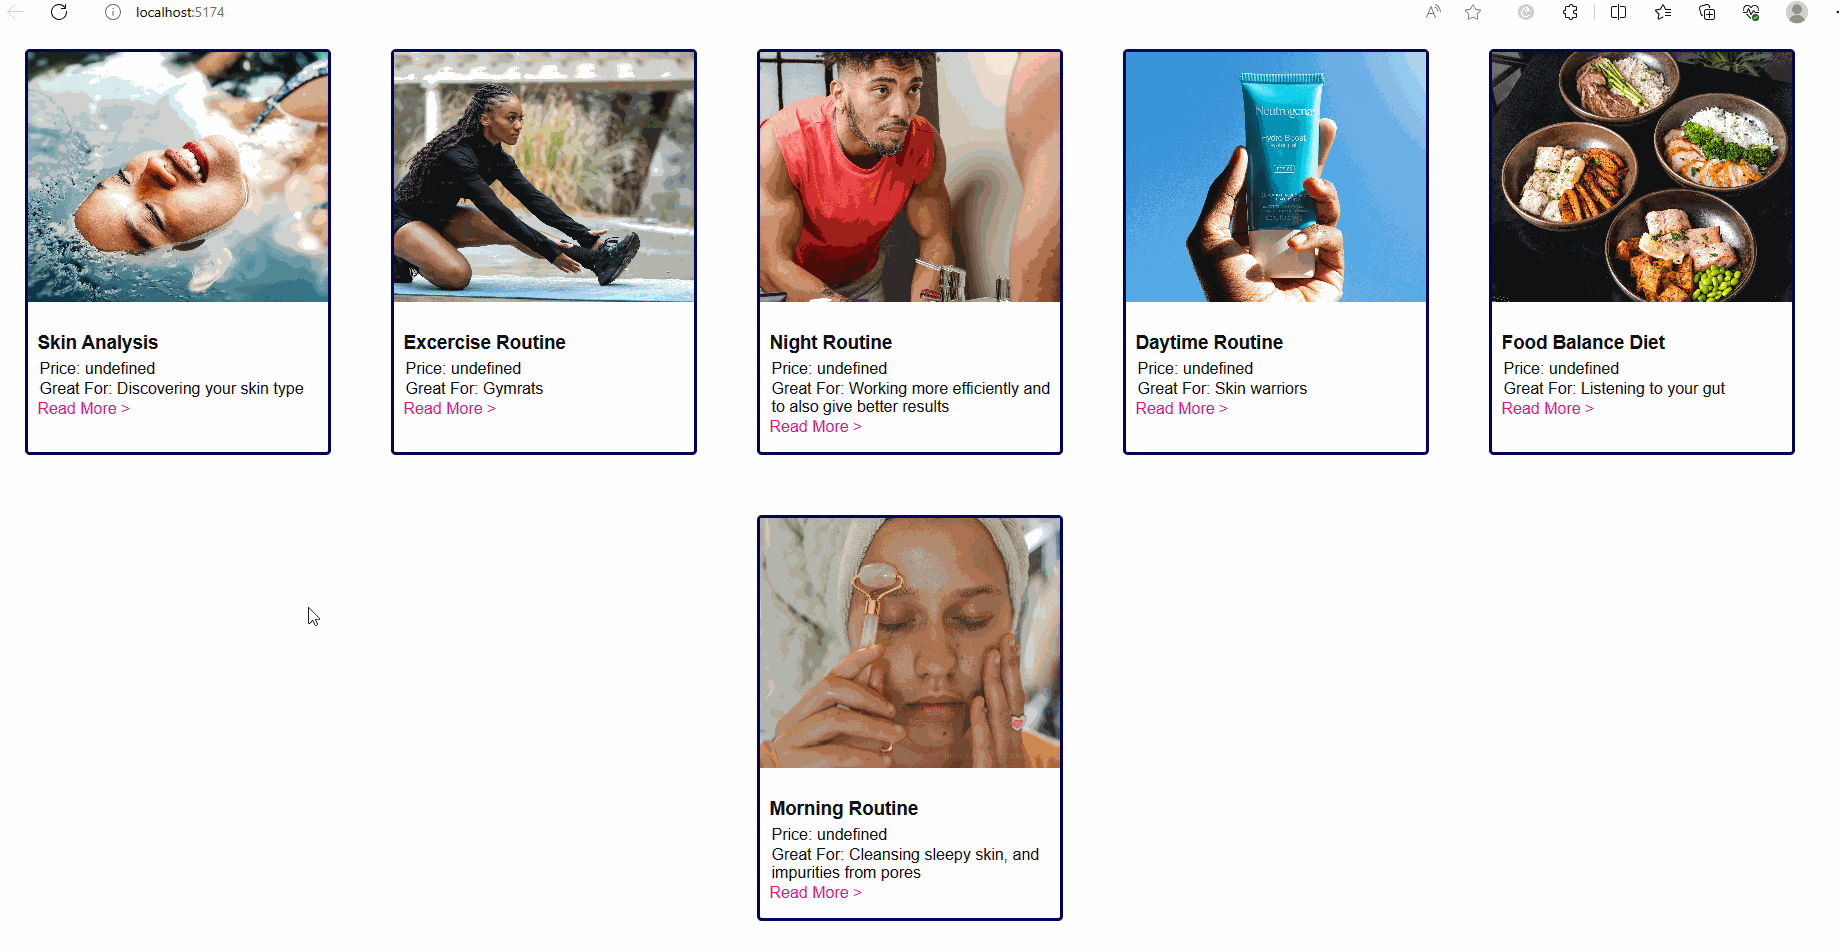 localhost:5174
Neutrogena
Hydro Boost
water gel
Skin Analysis
Price: undefined
Great For: Discovering your skin type
Read More >
Excercise Routine
Price: undefined
Great For: Gymrats
Read More >
Night Routine
Price: undefined
Great For: Working more efficiently and
to also give better results
Read More >
Daytime Routine
Price: undefined
Great For: Skin warriors
Read More >
Food Balance Diet
Price: undefined
Great For: Listening to your gut
Read More >
Morning Routine
Price: undefined
Great For: Cleansing sleepy skin, and
impurities from pores
Read More >